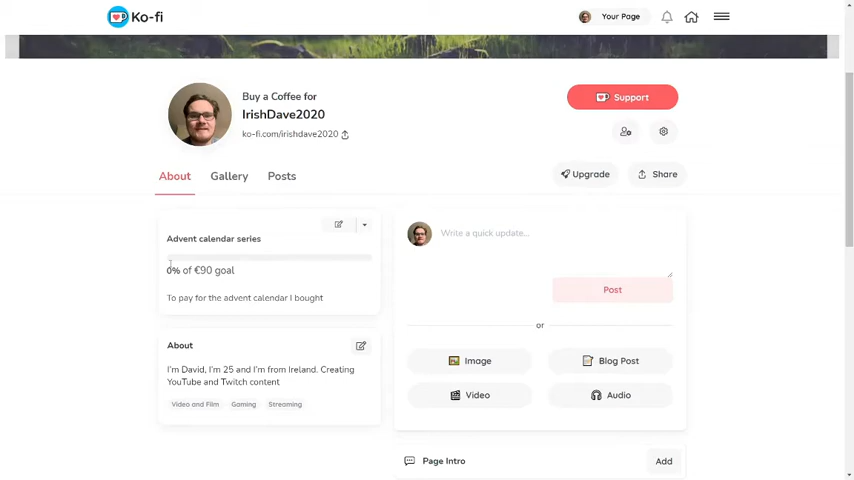 Ko-fi
Your Page
Buy a Coffee for
IrishDave2020
ko-fi.com/irishdave2020
Support
About
Gallery
Posts
Upgrade
Share
Advent calendar series
0% of €90 goal
To pay for the advent calendar I bought
Write a quick update...
Post
or
Image
Blog Post
Video
Audio
About
I'm David, I'm 25 and I'm from Ireland. Creating
YouTube and Twitch content
Video and Film
Gaming
Streaming
Page Intro
Add